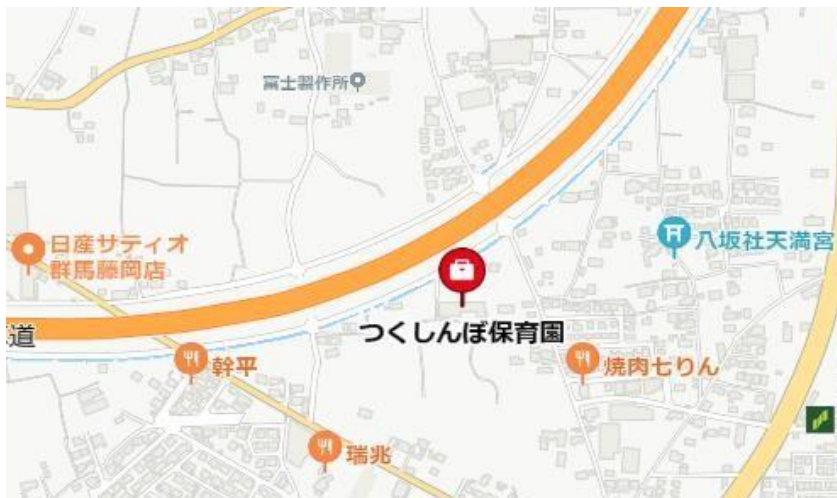 富士製作所
日産サティオ
群馬藤岡店
八坂社天満宮
つくしんぼ保育園
道
幹平
焼肉七りん
瑞兆